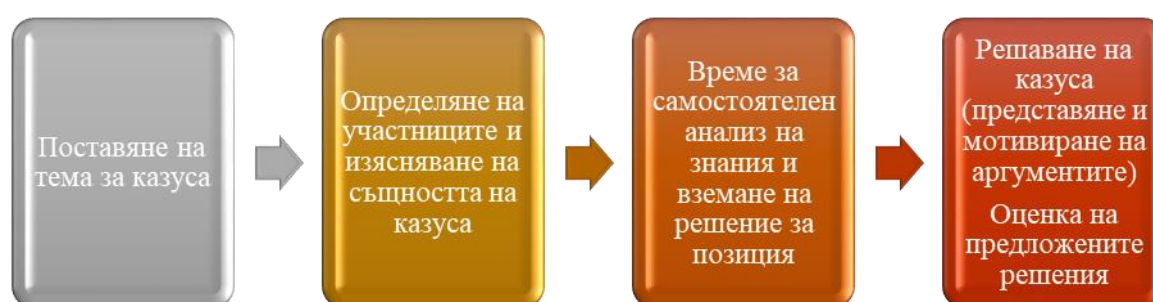 Поставяне на
тема за казуса
Определяне на
участниците и
изясняване на
същността на
казуса
Време за
самостоятелен
анализ на
знания и
вземане на
решение за
позиция
Решаване на
казуса
(представяне и
мотивиране на
аргументите)
Оценка на
предложените
решения